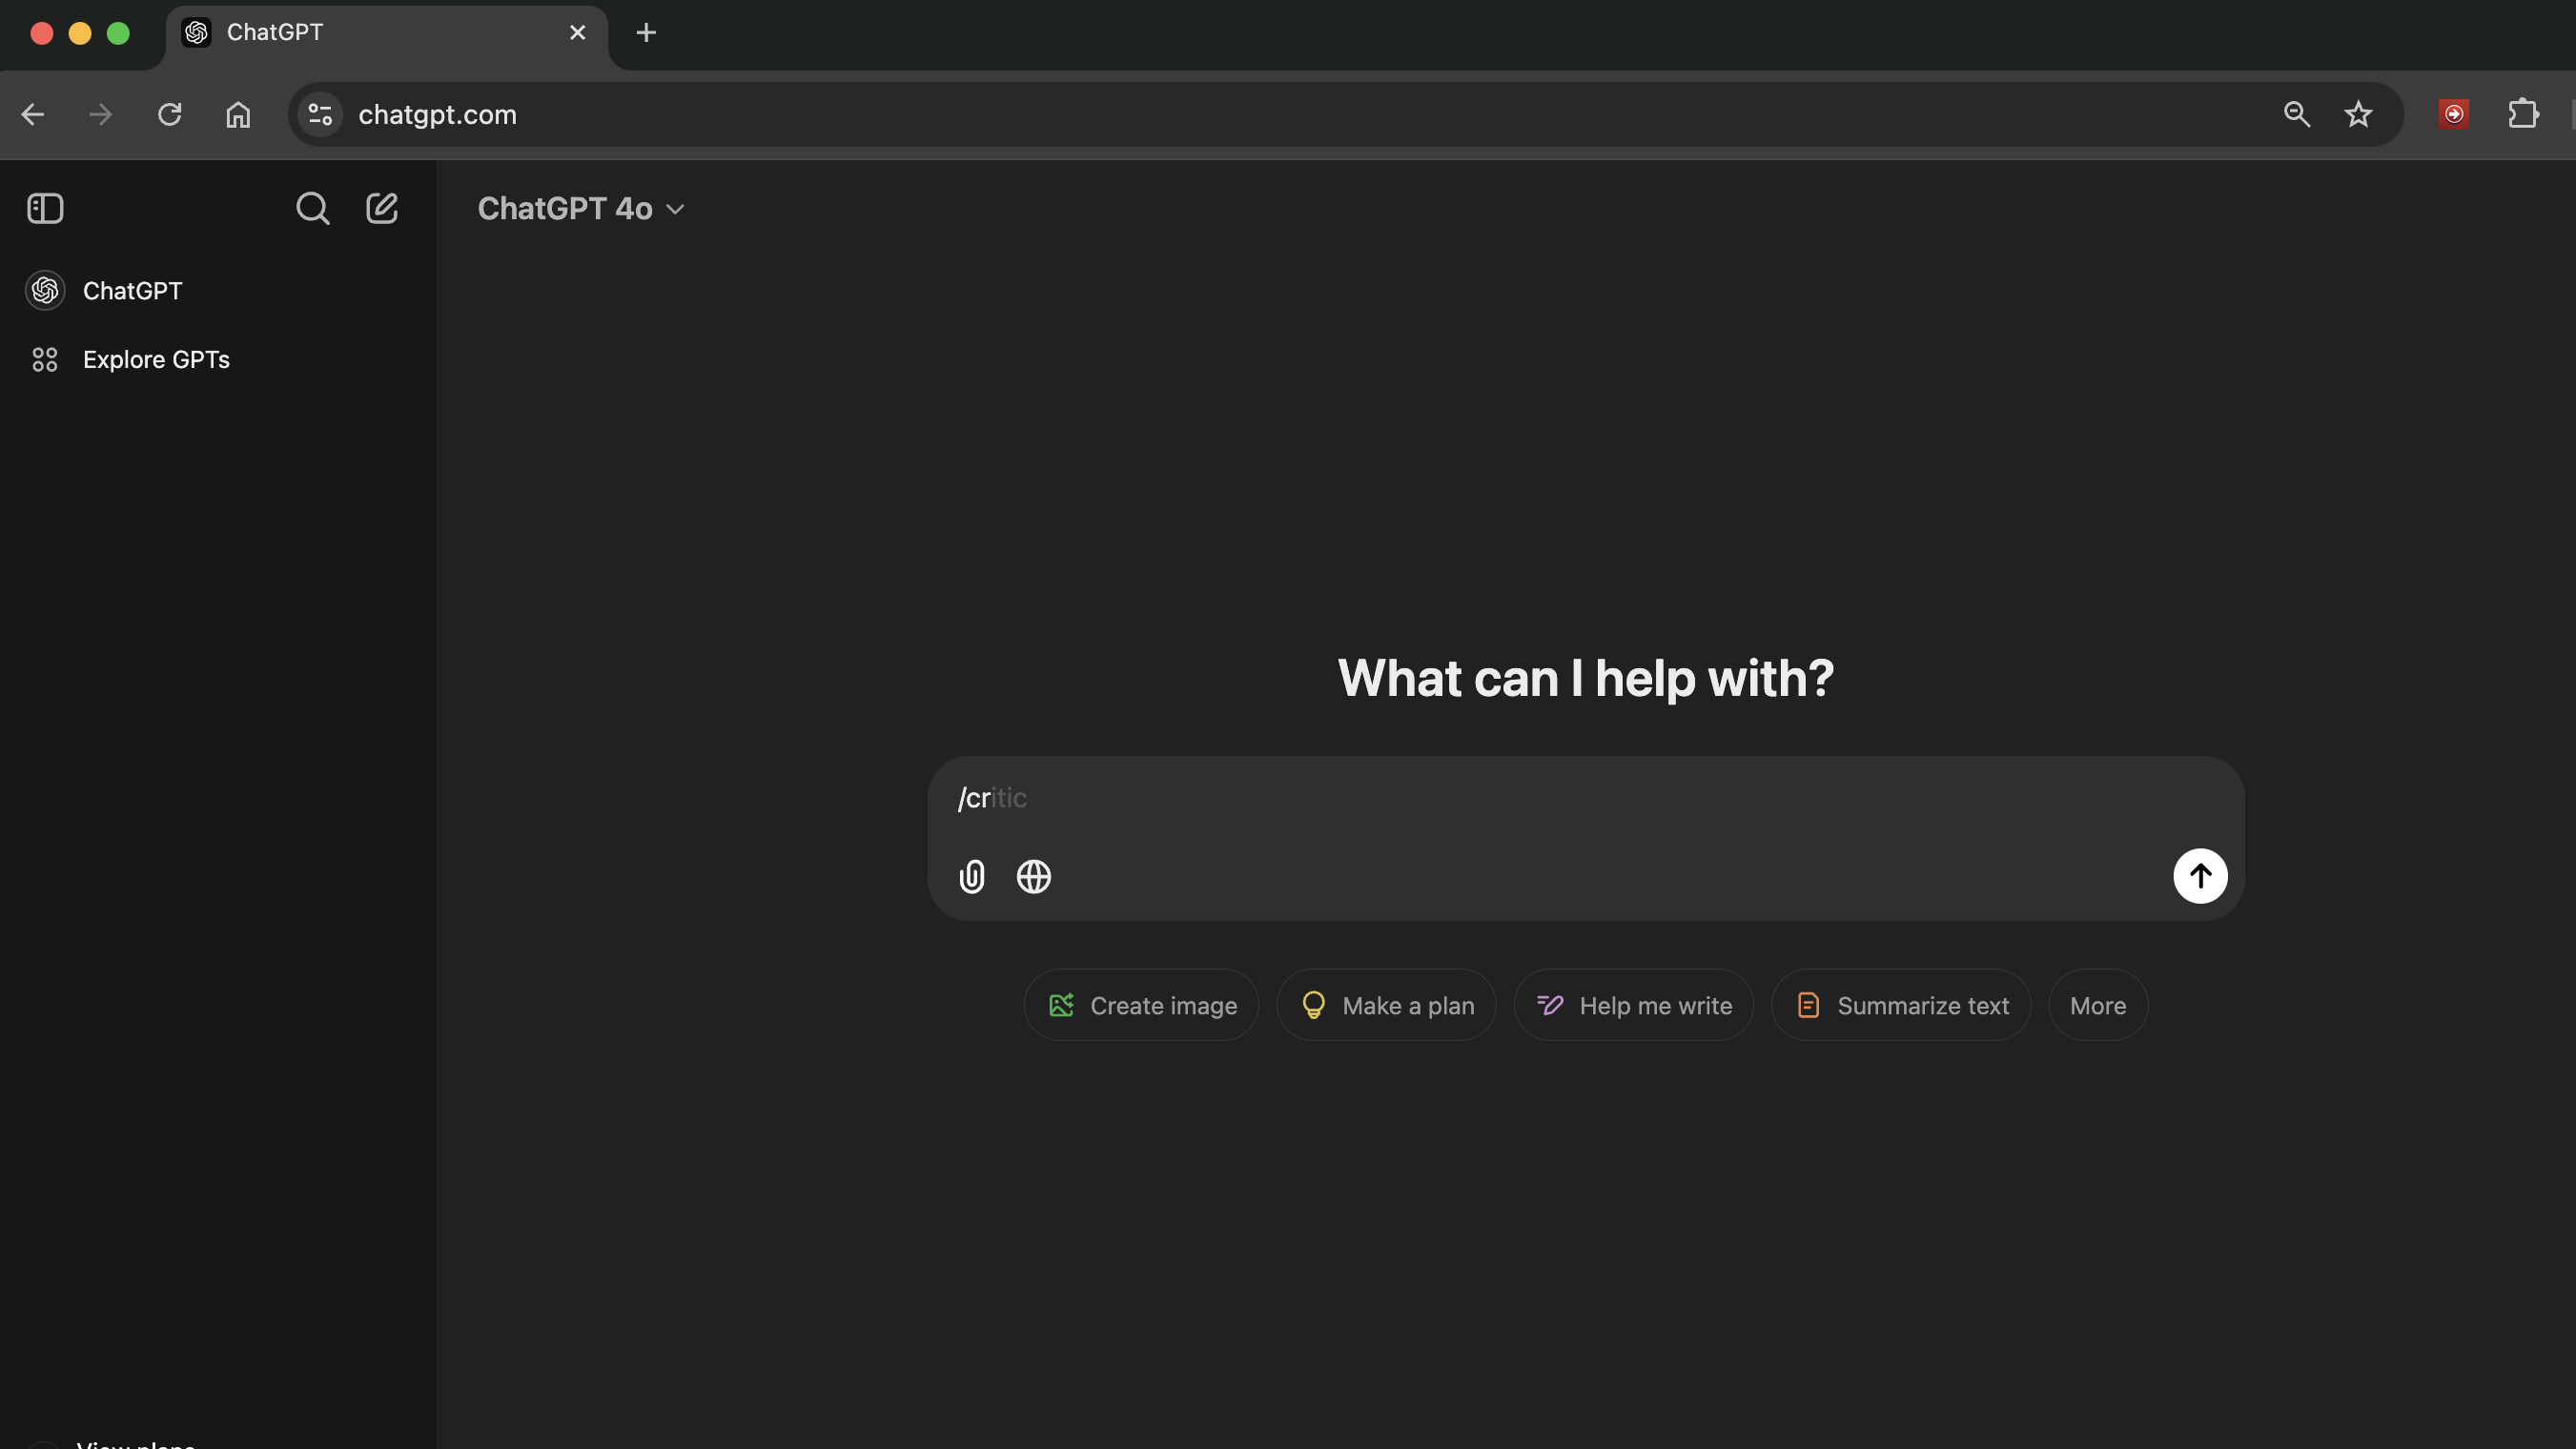 ChatGPT
chatgpt.com
ChatGPT 4o
ChatGPT
Explore GPTs
What can I help with?
/critic
Create image
Make a plan
Help me write
Summarize text
More
View plans